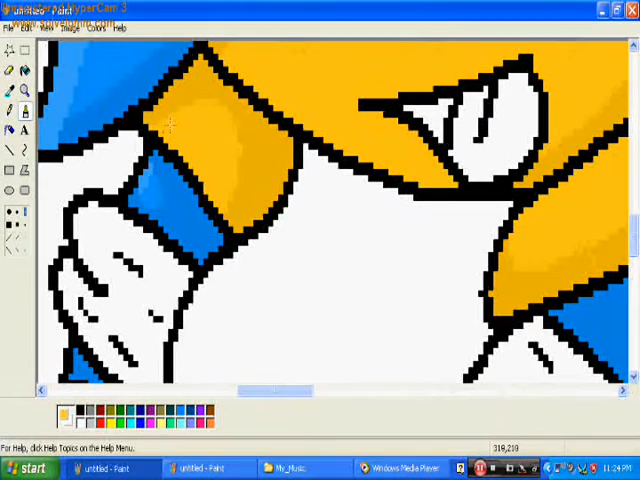 untitled - Paint
Unregistered HyperCam 3
www.solveigmm.com
File Edit View Image Colors Help
For Help, click Help Topics on the Help Menu.
319,219
start
untitled - Paint
untitled - Paint
My_Music
Windows Media Player
11:24 PM